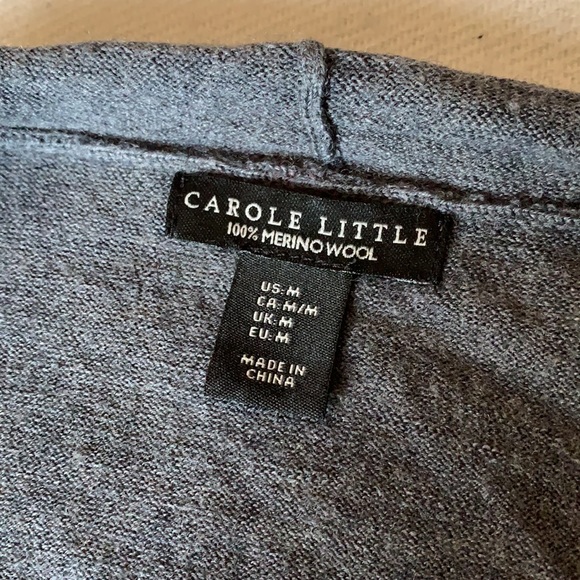 CAROLE LITTLE
100% MERINO WOOL
US: M
CA: M/M
UK: M
EU: M
MADE IN
CHINA